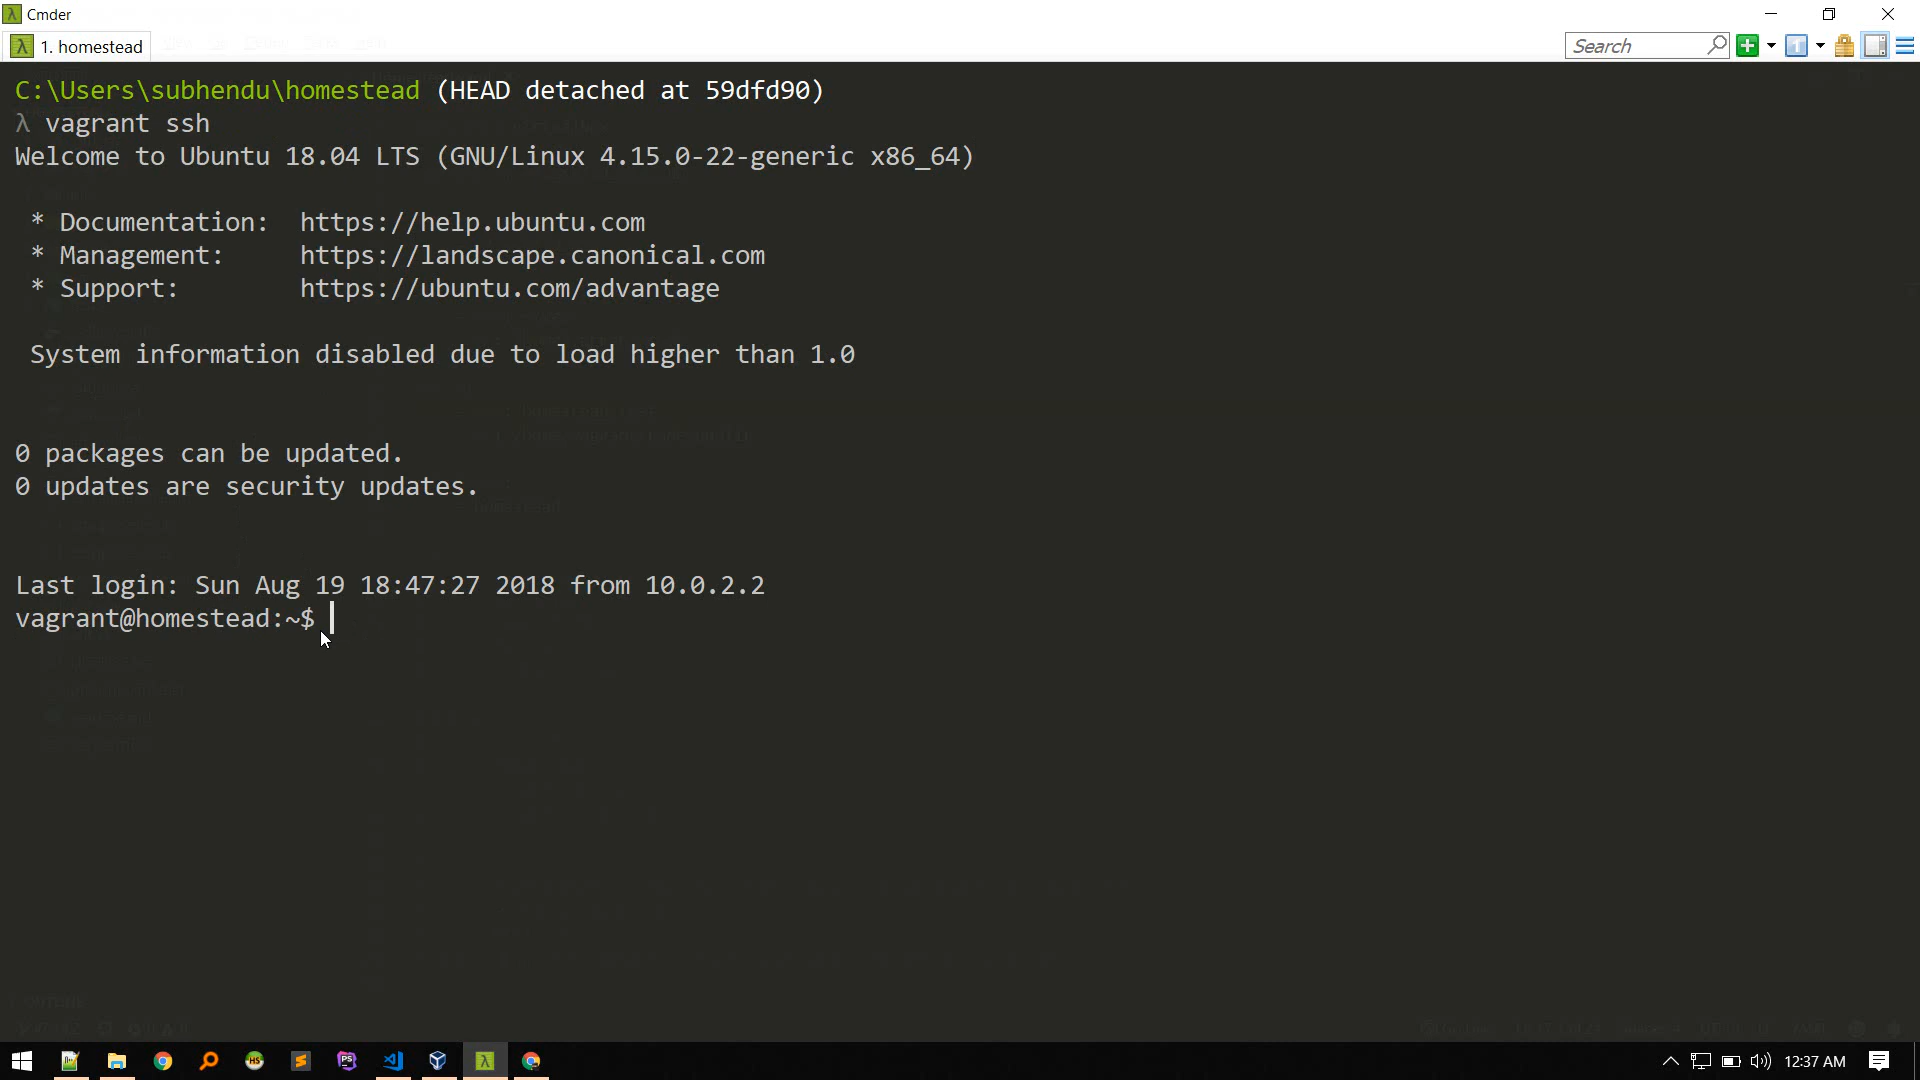 Cmder
1. homestead
Search
C:\Users\subhendu\homestead (HEAD detached at 59dfd90)
λ vagrant ssh
Welcome to Ubuntu 18.04 LTS (GNU/Linux 4.15.0-22-generic x86_64)
* Documentation:  https://help.ubuntu.com
* Management:     https://landscape.canonical.com
* Support:        https://ubuntu.com/advantage
System information disabled due to load higher than 1.0
0 packages can be updated.
0 updates are security updates.
Last login: Sun Aug 19 18:47:27 2018 from 10.0.2.2
vagrant@homestead:~$
12:37 AM